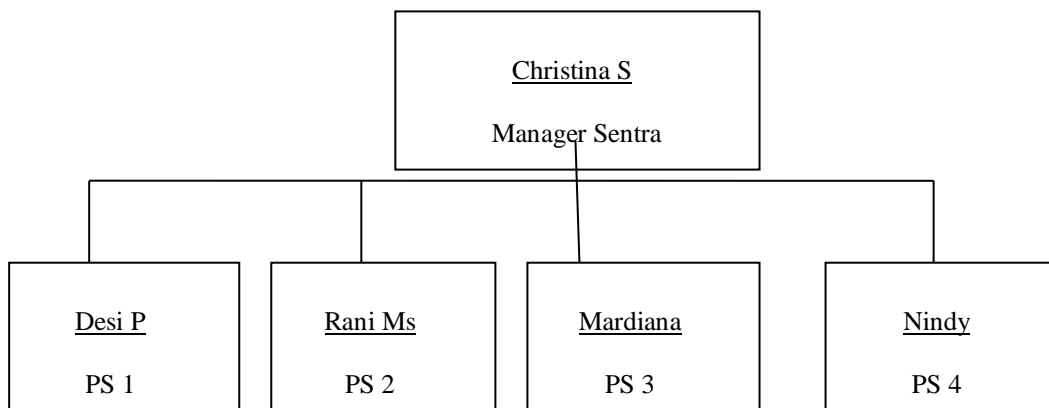 Christina S
Manager Sentra
Desi P
PS 1
Rani Ms
PS 2
Mardiana
PS 3
Nindy
PS 4